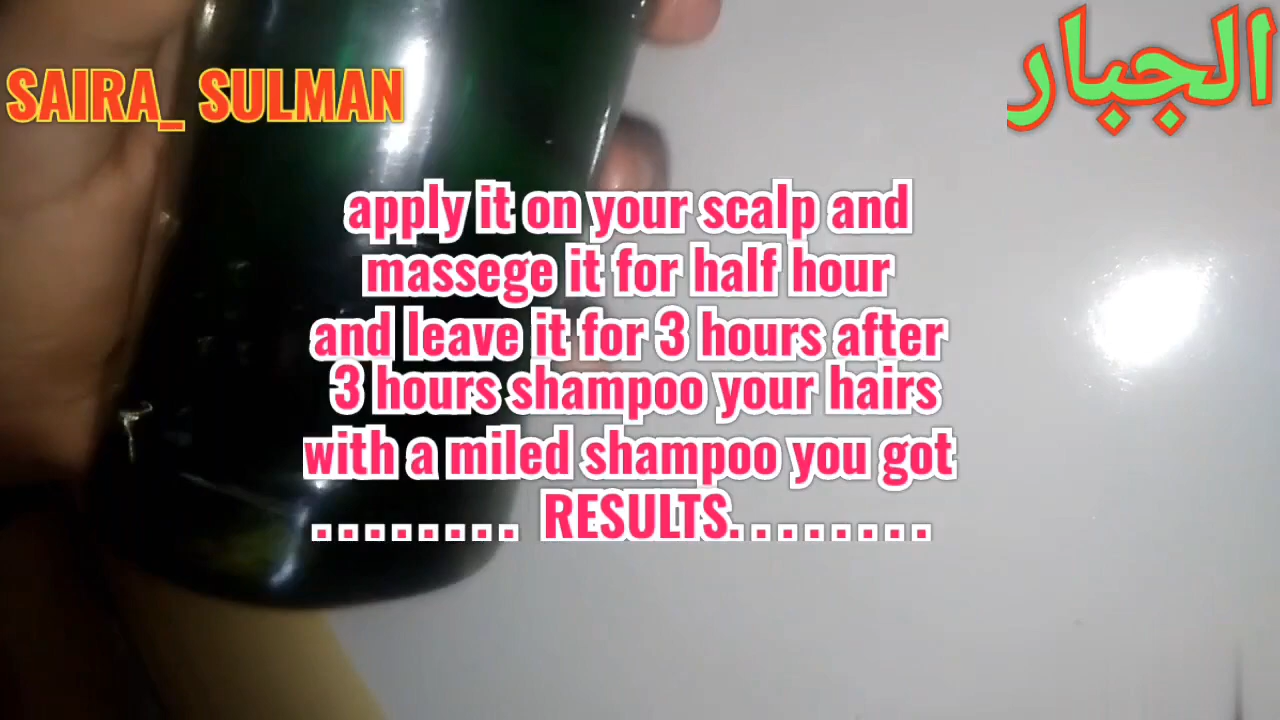 SAIRA_ SULMAN
الجبار
apply it on your scalp and
massege it for half hour
and leave it for 3 hours after
3 hours shampoo your hairs
with a miled shampoo you got
........ RESULTS.........